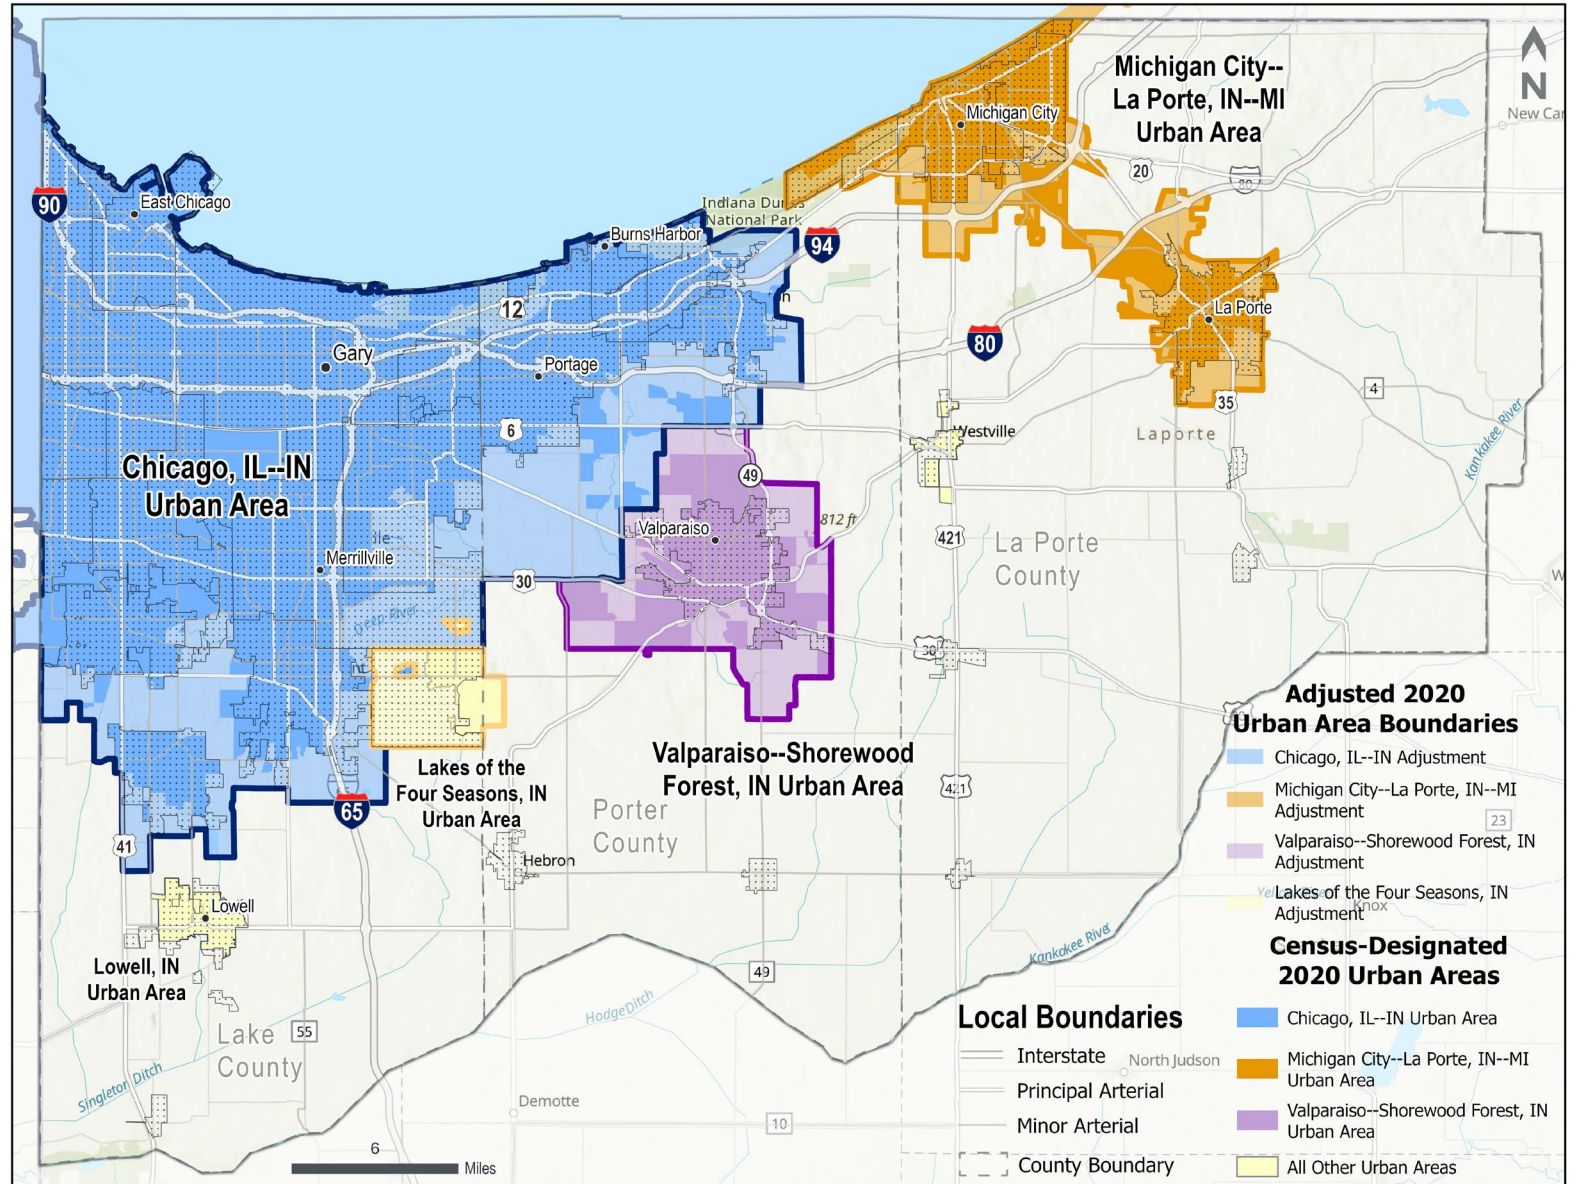 Michigan City--
La Porte, IN--MI
Urban Area
N
New Car
Michigan City
20
80
90
East Chicago
Indiana Dunes
National Park
Burns Harbor
94
12
on
La Porte
Gary
80
Portage
4
35
6
Westville
Laporte
Kankakee River
Chicago, IL--IN
Urban Area
49
812 ft
Valparaiso
421
La Porte
County
lle
Merrillville
30
W
Deep River
30
Adjusted 2020
Urban Area Boundaries
Chicago, IL--IN Adjustment
Michigan City--La Porte, IN--MI
Adjustment
Valparaiso--Shorewood Forest, IN
Adjustment
Lakes of the Four Seasons, IN
Adjustment
23
Knox
Valparaiso--Shorewood
Forest, IN Urban Area
Lakes of the
Four Seasons, IN
Urban Area
65
421
Porter
County
41
Hebron
Lowell
Lowell, IN
Urban Area
Kankakee River
49
Census-Designated
2020 Urban Areas
Chicago, IL--IN Urban Area
Michigan City--La Porte, IN--MI
Urban Area
Valparaiso--Shorewood Forest, IN
Urban Area
All Other Urban Areas
Hodge Ditch
Lake
County
55
Singleton Ditch
Local Boundaries
Interstate
Principal Arterial
Minor Arterial
County Boundary
North Judson
Demotte
10
6
Miles